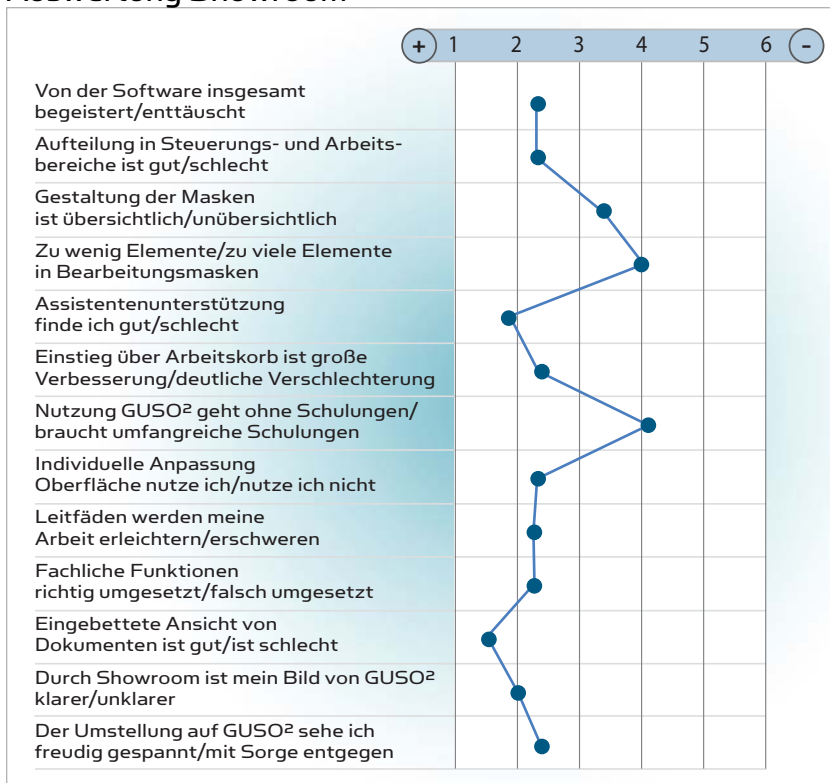 Auswertung Showroom
+ 1 2 3 4 5 6 -
Von der Software insgesamt
begeistert/enttäuscht
Aufteilung in Steuerungs- und Arbeits-
bereiche ist gut/schlecht
Gestaltung der Masken
ist übersichtlich/unübersichtlich
Zu wenig Elemente/zu viele Elemente
in Bearbeitungsmasken
Assistentenunterstützung
finde ich gut/schlecht
Einstieg über Arbeitskorb ist große
Verbesserung/deutliche Verschlechterung
Nutzung GUSO² geht ohne Schulungen/
braucht umfangreiche Schulungen
Individuelle Anpassung
Oberfläche nutze ich/nutze ich nicht
Leitfäden werden meine
Arbeit erleichtern/erschweren
Fachliche Funktionen
richtig umgesetzt/falsch umgesetzt
Eingebettete Ansicht von
Dokumenten ist gut/ist schlecht
Durch Showroom ist mein Bild von GUSO²
klarer/unklarer
Der Umstellung auf GUSO² sehe ich
freudig gespannt/mit Sorge entgegen